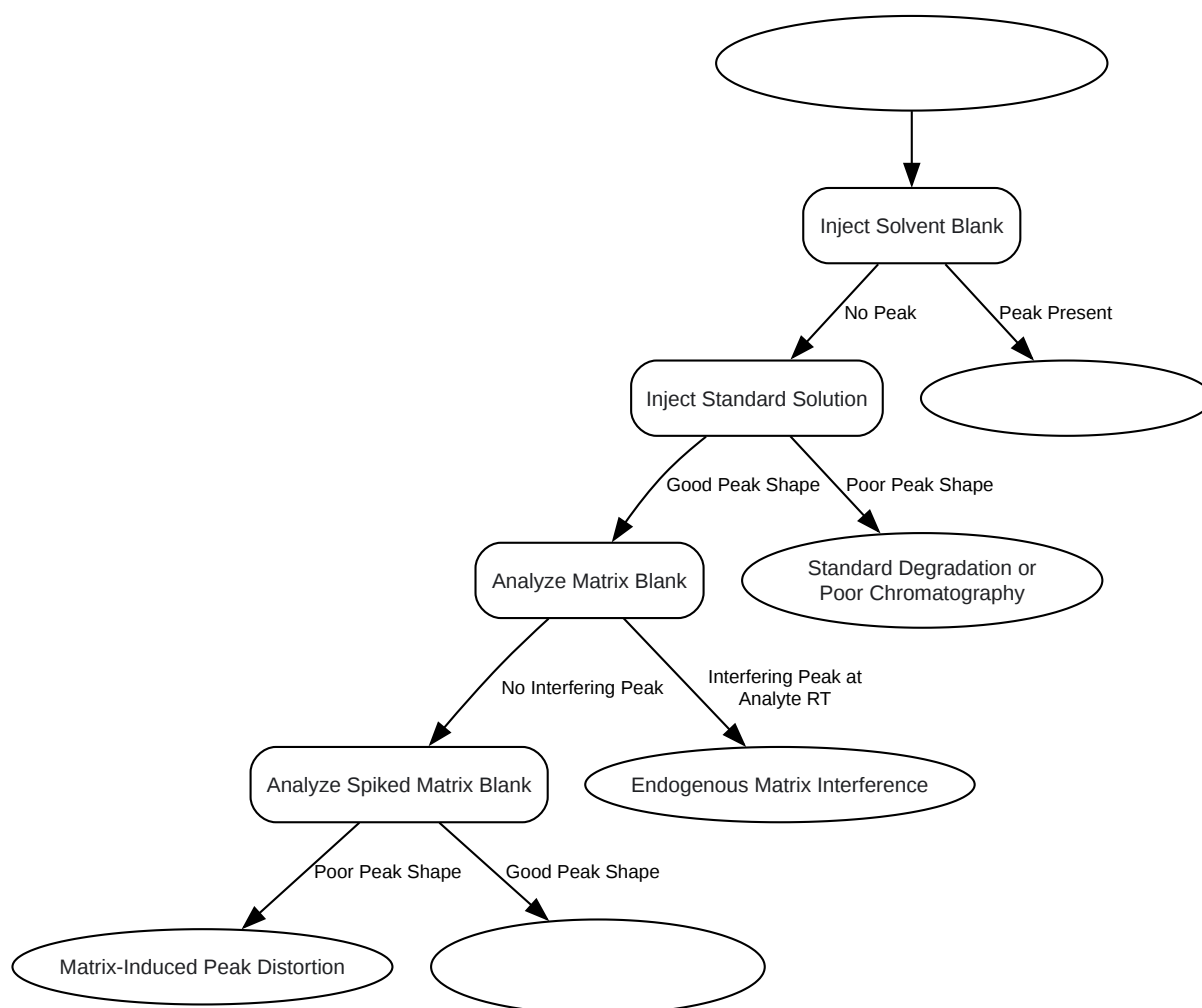 Inject Solvent Blank
No Peak
Peak Present
Inject Standard Solution
Good Peak Shape
Poor Peak Shape
Analyze Matrix Blank
Standard Degradation or
Poor Chromatography
No Interfering Peak
Interfering Peak at
Analyte RT
Analyze Spiked Matrix Blank
Endogenous Matrix Interference
Poor Peak Shape
Good Peak Shape
Matrix-Induced Peak Distortion